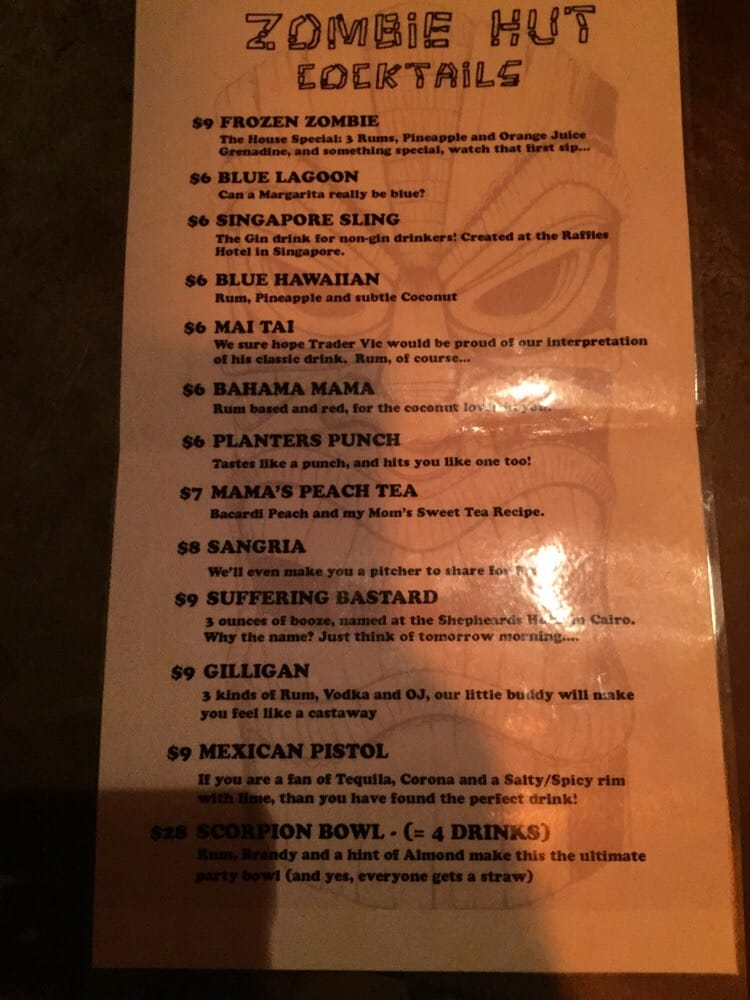 ZOMBiE HUT
COCKTAILS
$9 FROZEN ZOMBIE
The House Special: 3 Rums, Pineapple and Orange Juice
Grenadine, and something special, watch that first sip...
$6 BLUE LAGOON
Can a Margarita really be blue?
$6 SINGAPORE SLING
The Gin drink for non-gin drinkers! Created at the Raffles
Hotel in Singapore.
$6 BLUE HAWAIIAN
Rum, Pineapple and subtle Coconut
$6 MAI TAI
We sure hope Trader Vic would be proud of our interpretation
of his classic drink. Rum, of course...
$6 BAHAMA MAMA
Rum based and red, for the coconut lover in you.
$6 PLANTERS PUNCH
Tastes like a punch, and hits you like one too!
$7 MAMA'S PEACH TEA
Bacardi Peach and my Mom's Sweet Tea Recipe.
$8 SANGRIA
We'll even make you a pitcher to share for
$9 SUFFERING BASTARD
3 ounces of booze, named at the Shepheards Cairo.
Why the name? Just think of tomorrow morning....
$9 GILLIGAN
3 kinds of Rum, Vodka and OJ, our little buddy will make
you feel like a castaway
$9 MEXICAN PISTOL
If you are a fan of Tequila, Corona and a Salty/Spicy rim
with lime, than you have found the perfect drink!
$28 SCORPION BOWL - (= 4 DRINKS)
Rum, Brandy and a hint of Almond make this the ultimate
party bowl (and yes, everyone gets a straw)